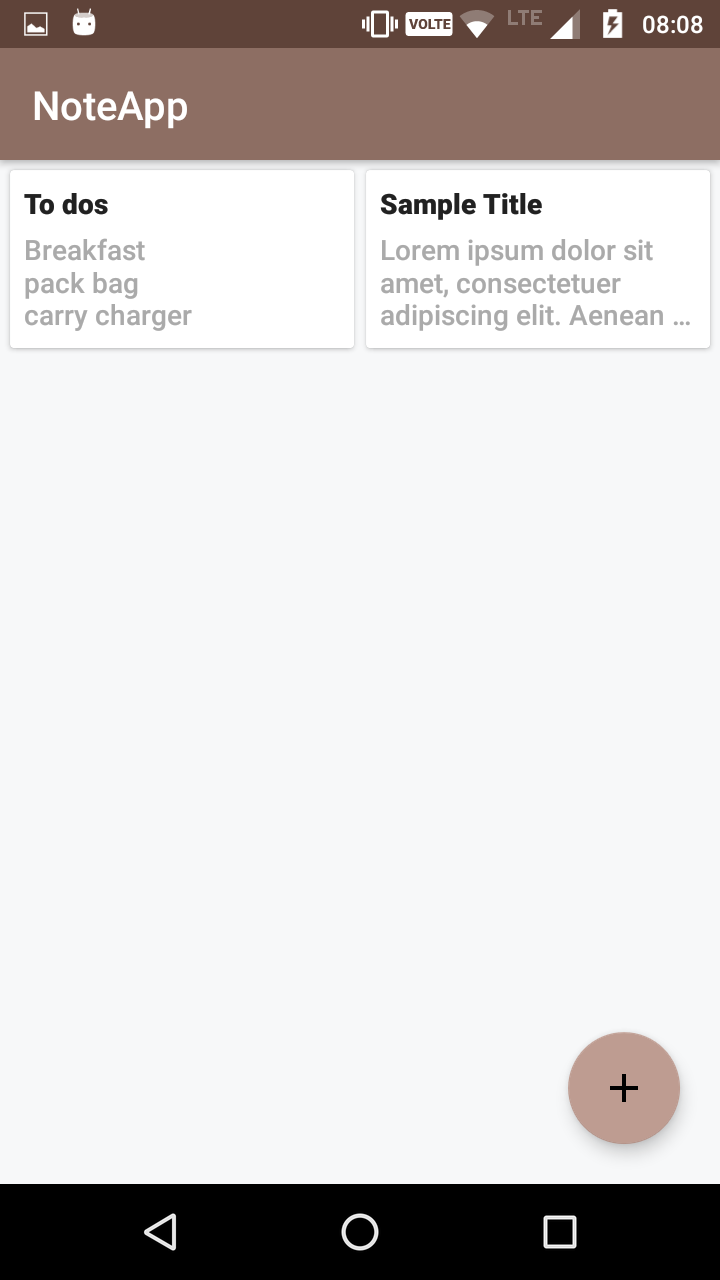 VOLTE LTE 08:08
NoteApp
To dos
Breakfast
pack bag
carry charger
Sample Title
Lorem ipsum dolor sit
amet, consectetuer
adipiscing elit. Aenean ...